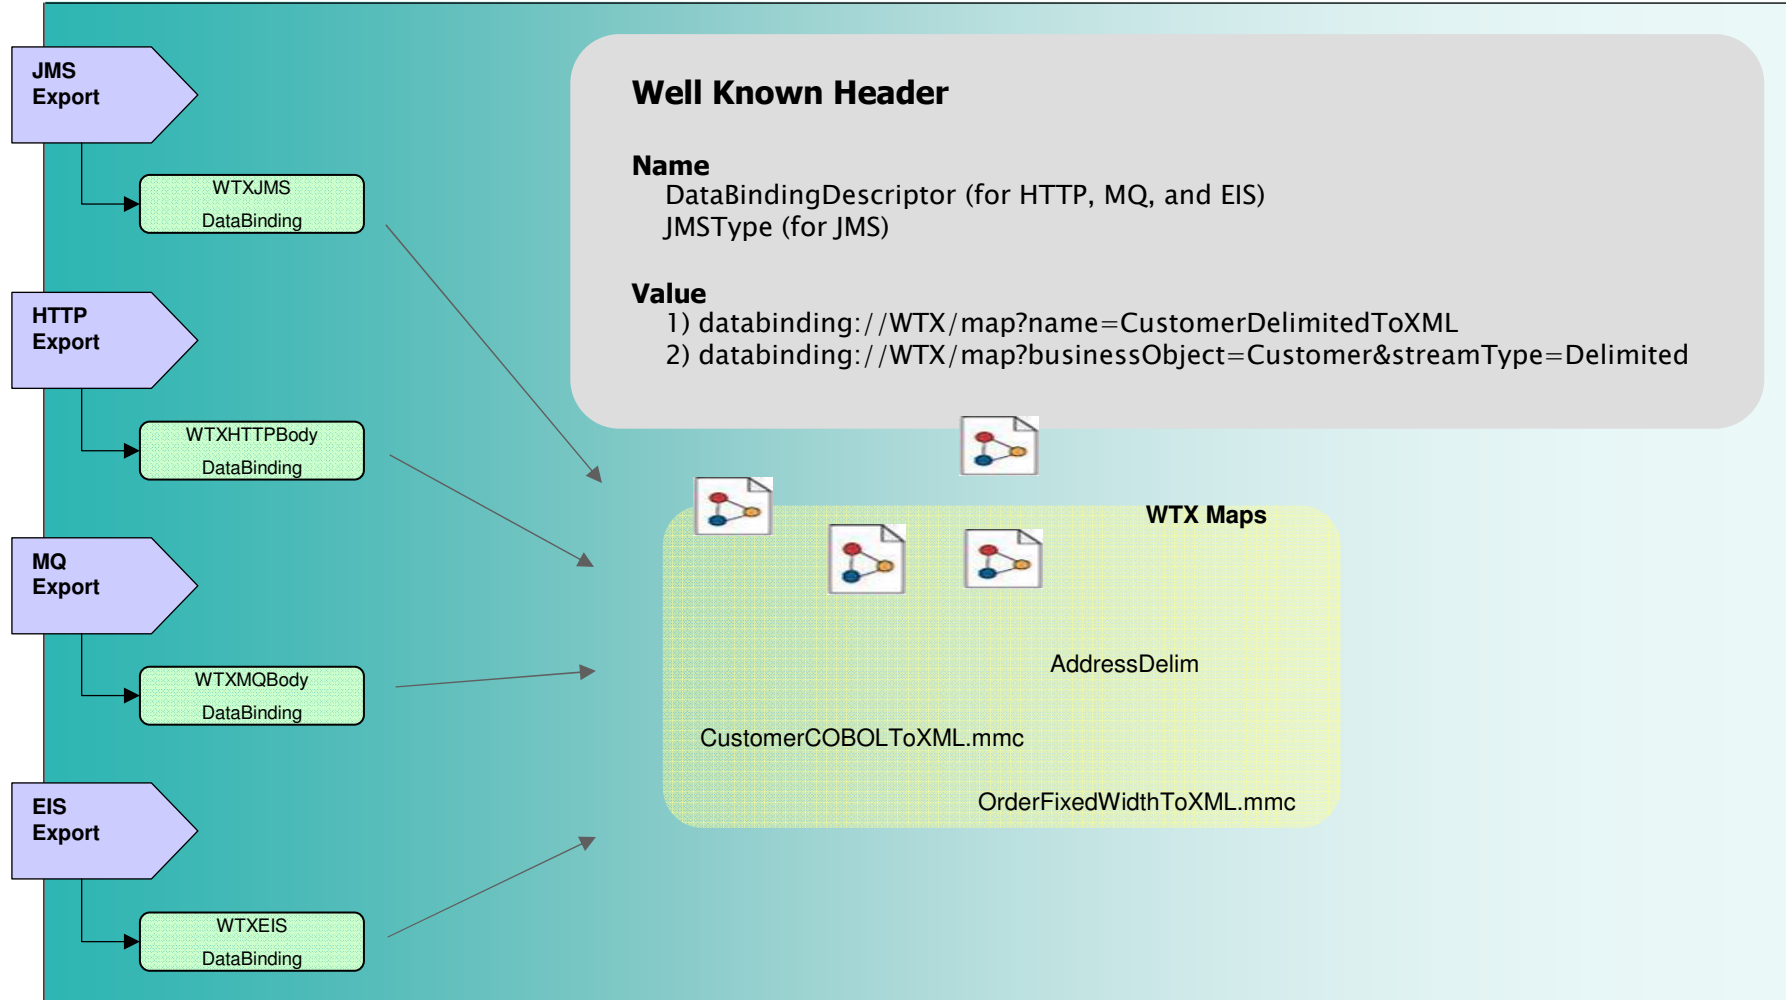 JMS
Export
WTXJMS
DataBinding
HTTP
Export
WTXHTTPBody
DataBinding
MQ
Export
WTXMQBody
DataBinding
EIS
Export
WTXEIS
DataBinding
Well Known Header
Name
DataBindingDescriptor (for HTTP, MQ, and EIS)
JMSType (for JMS)
Value
1) databinding://WTX/map?name=CustomerDelimitedToXML
2) databinding://WTX/map?businessObject=Customer&streamType=Delimited
WTX Maps
AddressDelim
CustomerCOBOLToXML.mmc
OrderFixedWidthToXML.mmc